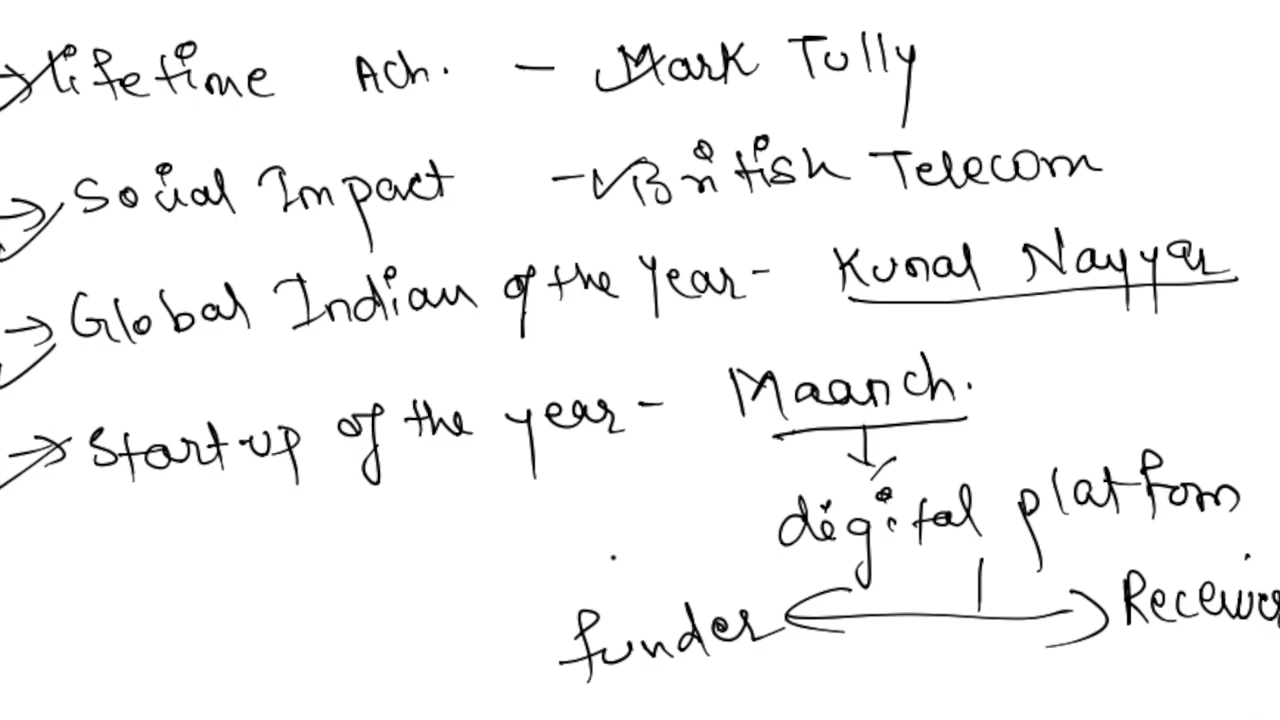 Lifetime Ach. - Mark Tully
Social Impact - British Telecom
Global Indian of the Year - Kunal Nayyar
Start-up of the year - Maanch.
digital platform
funder Receiver